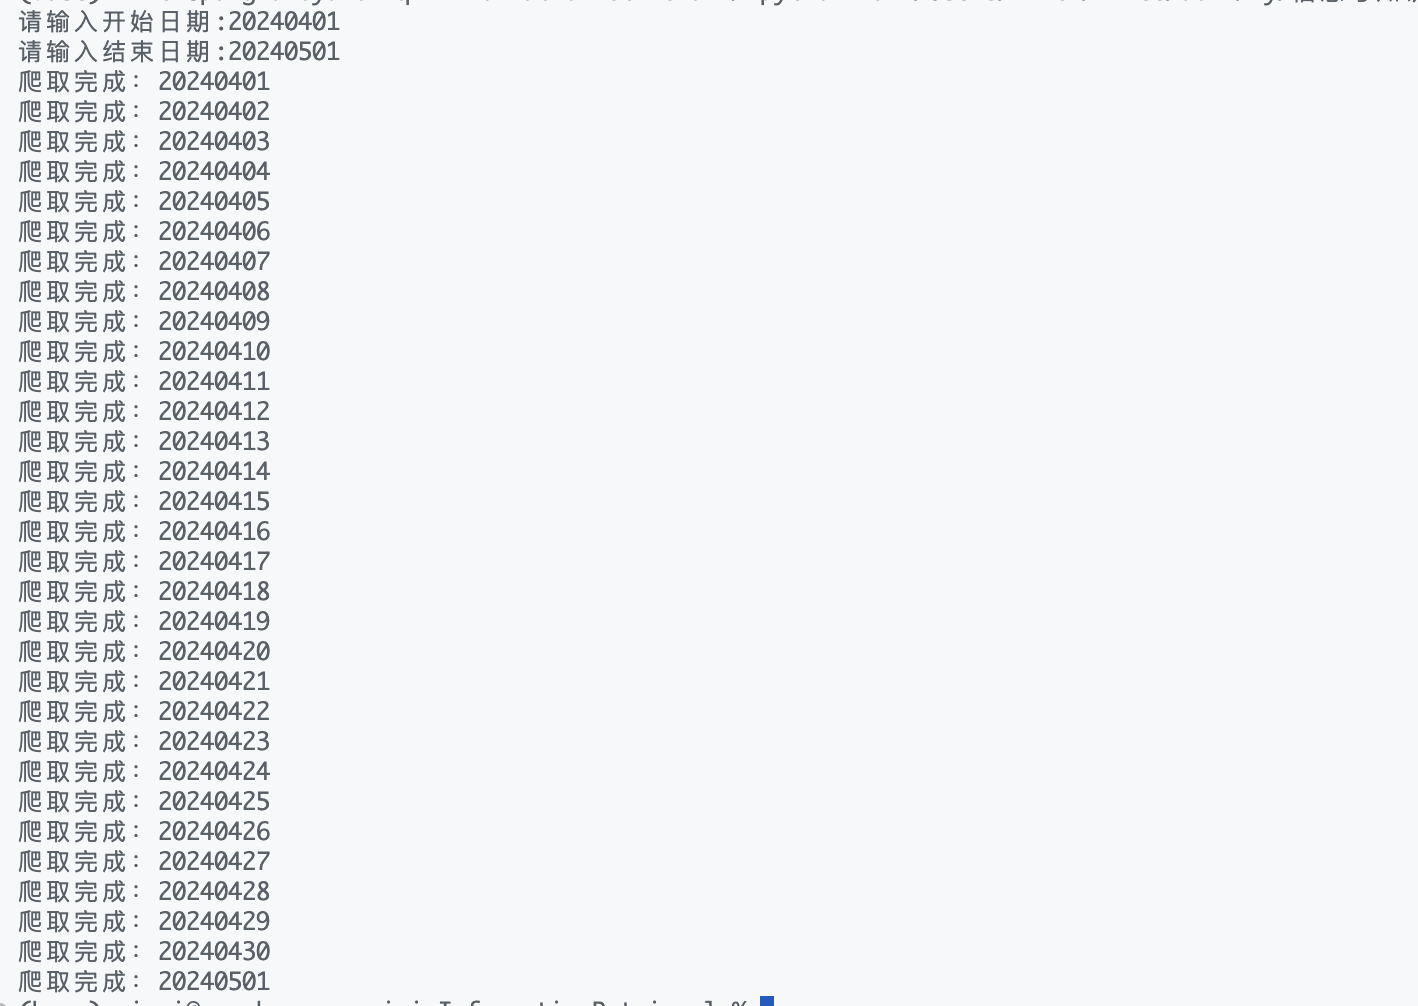 请输入开始日期:20240401
请输入结束日期:20240501
爬取完成: 20240401
爬取完成: 20240402
爬取完成: 20240403
爬取完成: 20240404
爬取完成: 20240405
爬取完成: 20240406
爬取完成: 20240407
爬取完成: 20240408
爬取完成: 20240409
爬取完成: 20240410
爬取完成: 20240411
爬取完成: 20240412
爬取完成: 20240413
爬取完成: 20240414
爬取完成: 20240415
爬取完成: 20240416
爬取完成: 20240417
爬取完成: 20240418
爬取完成: 20240419
爬取完成: 20240420
爬取完成: 20240421
爬取完成: 20240422
爬取完成: 20240423
爬取完成: 20240424
爬取完成: 20240425
爬取完成: 20240426
爬取完成: 20240427
爬取完成: 20240428
爬取完成: 20240429
爬取完成: 20240430
爬取完成: 20240501